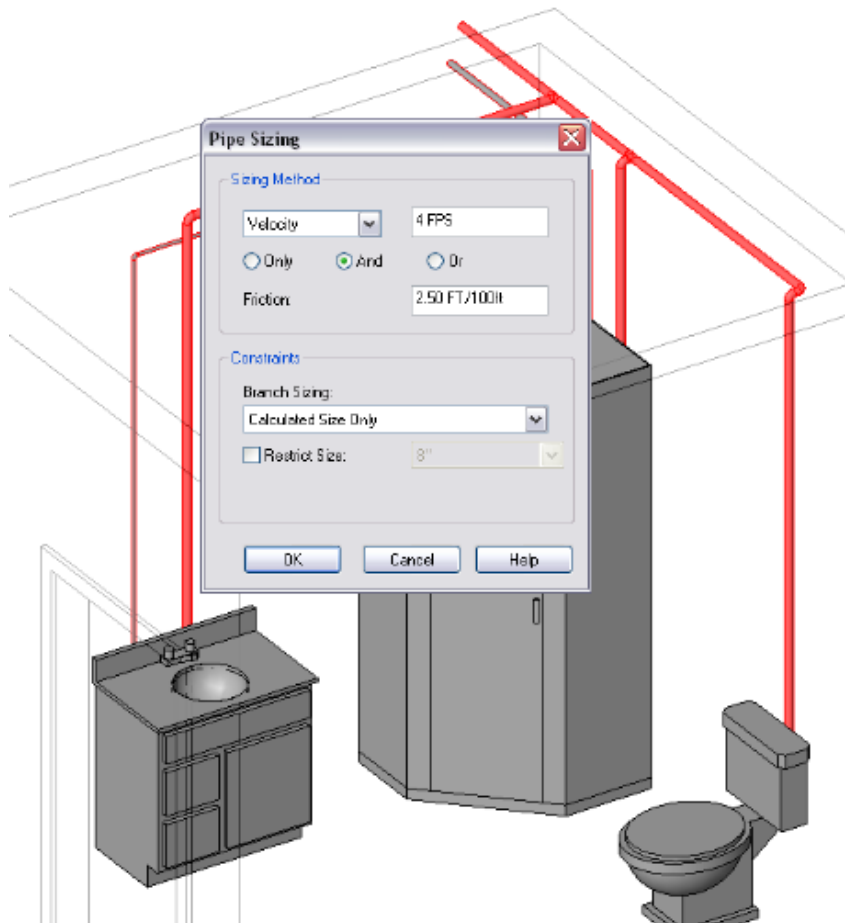 Pipe Sizing
Sizing Method
Velocity 4 FPS
Only And Or
Friction: 2.50 FT/100ft
Constraints
Branch Sizing:
Calculated Size Only
Restrict Size: 8"
OK Cancel Help